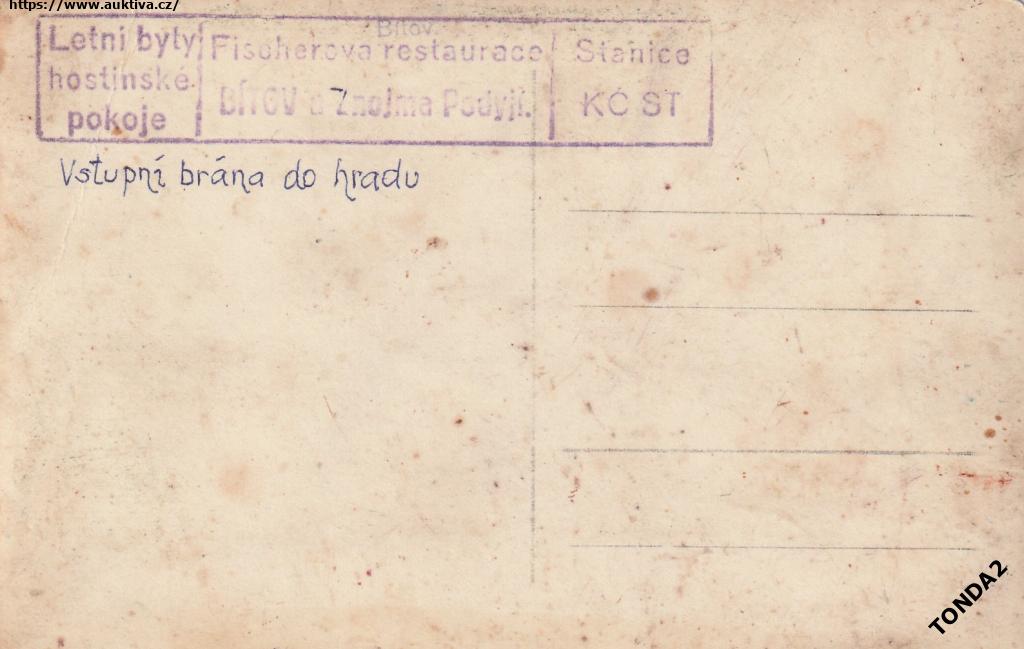 https://www.auktiva.cz/
Bítov
Letní byty
hostinské
pokoje
Fischerova restaurace
BÍTOV u Znojma Podyjí.
Stanice
KČ ST
Vstupní brána do hradu
TONDA2